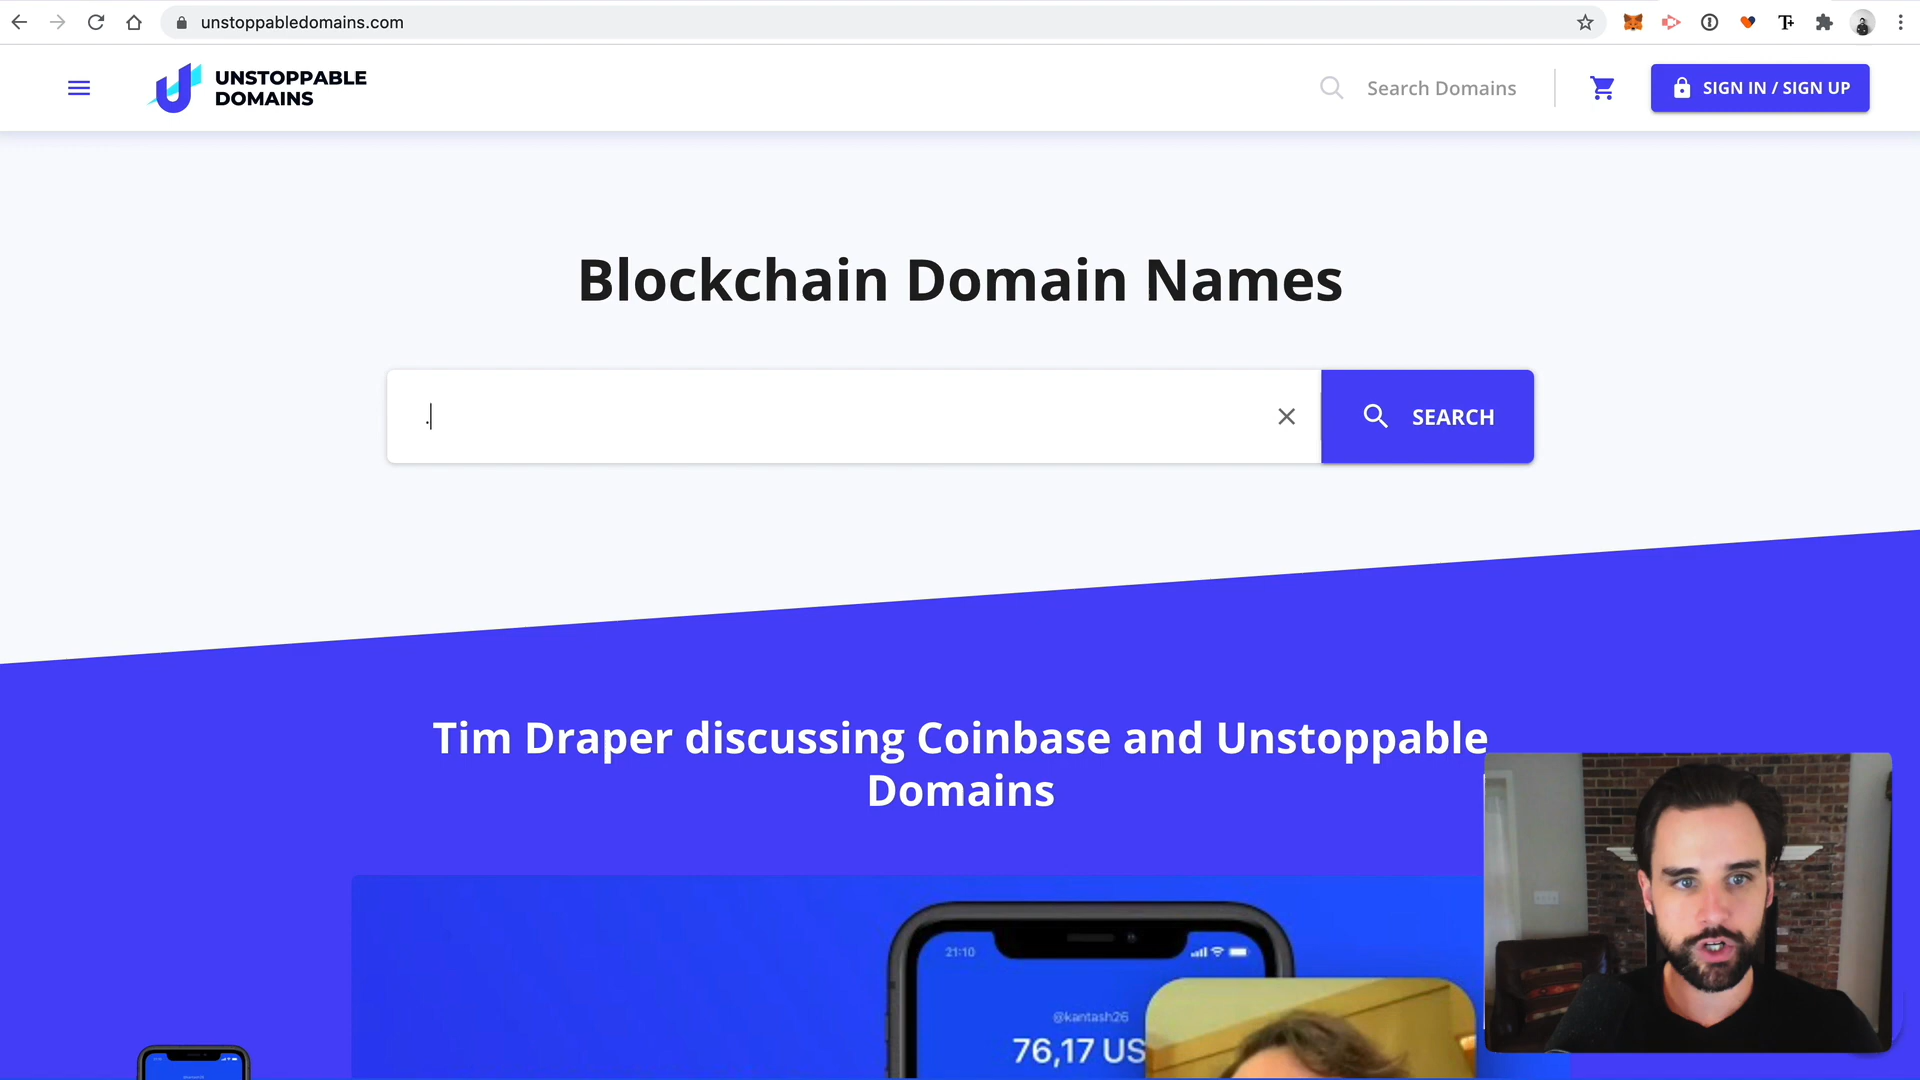 unstoppabledomains.com
UNSTOPPABLE
DOMAINS
Search Domains
SIGN IN / SIGN UP
Blockchain Domain Names
.
SEARCH
Tim Draper discussing Coinbase and Unstoppable
Domains
21:10
@kantash26
76,17 US